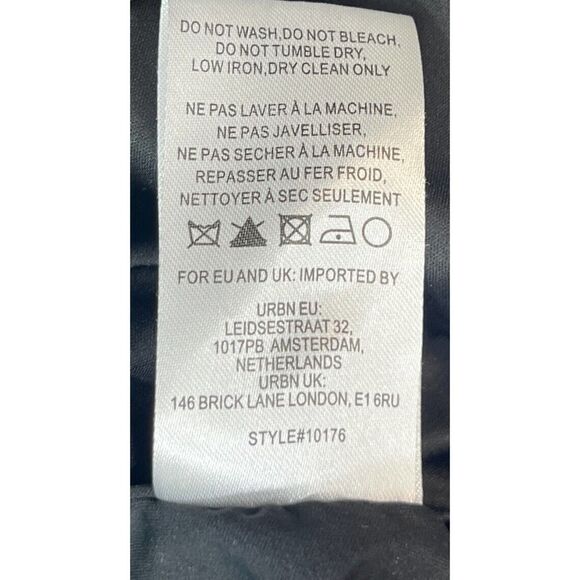 DO NOT WASH,DO NOT BLEACH,
DO NOT TUMBLE DRY,
LOW IRON,DRY CLEAN ONLY
NE PAS LAVER À LA MACHINE,
NE PAS JAVELLISER,
NE PAS SECHER À LA MACHINE,
REPASSER AU FER FROID,
NETTOYER À SEC SEULEMENT
FOR EU AND UK: IMPORTED BY
URBN EU:
LEIDSESTRAAT 32,
1017PB AMSTERDAM,
NETHERLANDS
URBN UK:
146 BRICK LANE LONDON, E1 6RU
STYLE#10176